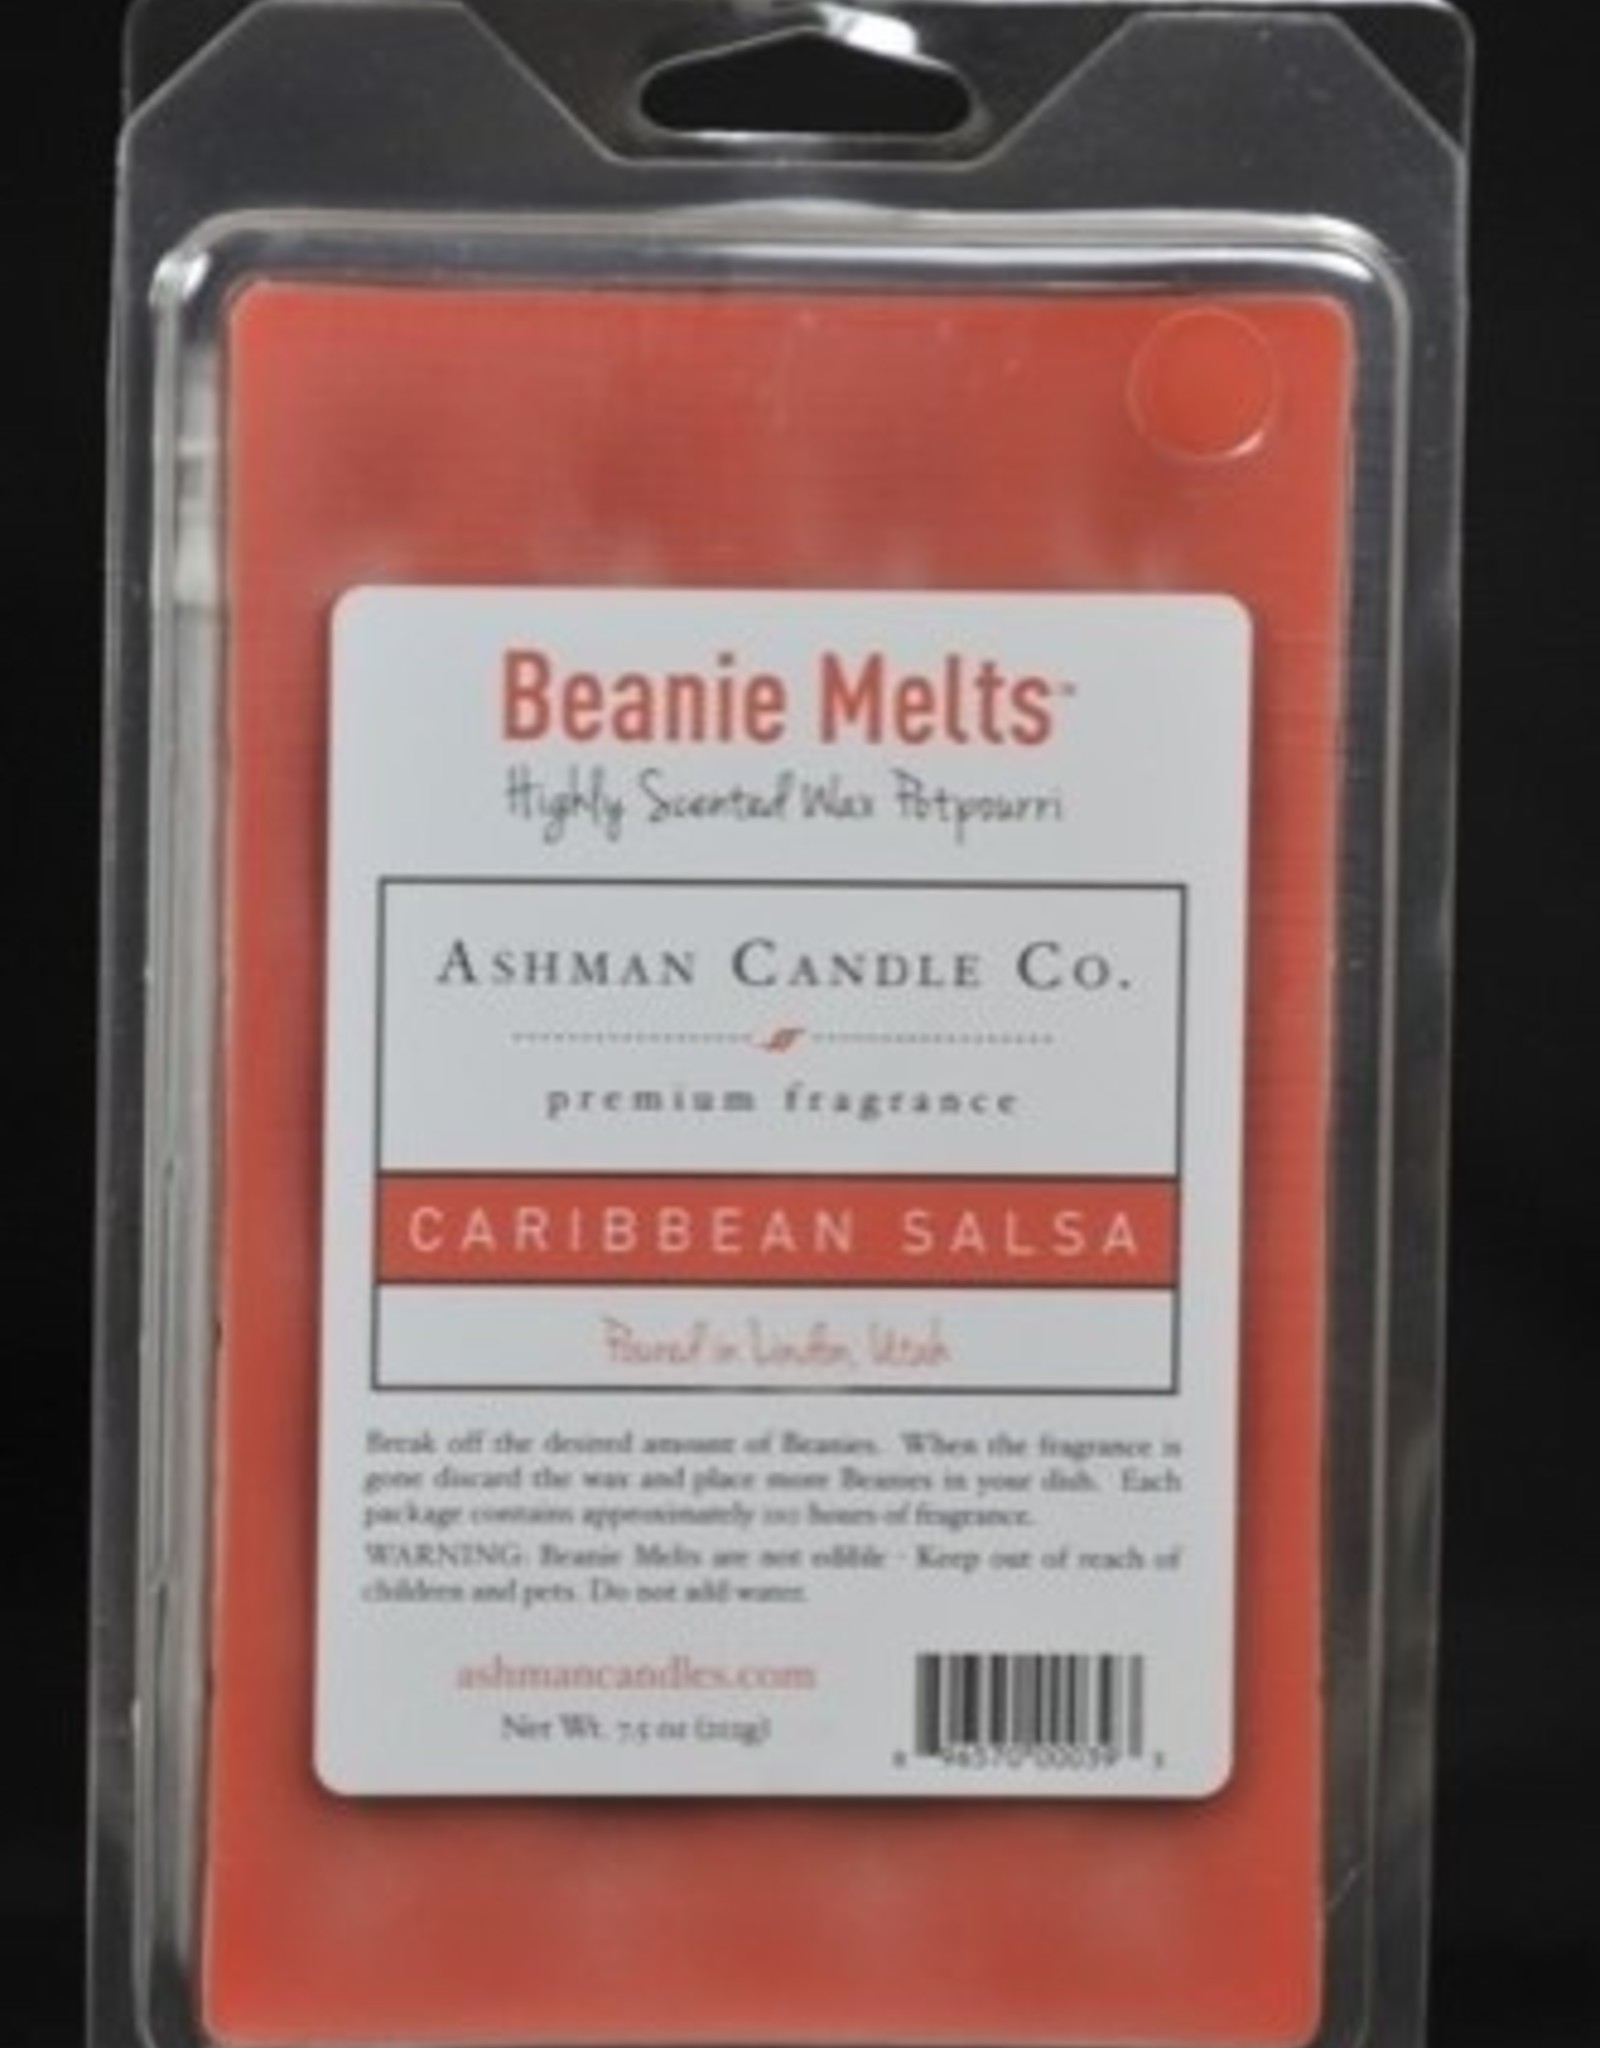 Beanie Melts™
Highly Scented Wax Potpourri
ASHMAN CANDLE CO.
premium fragrance
CARIBBEAN SALSA
Poured in Lindon, Utah
Break off the desired amount of Beanies. When the fragrance is
gone discard the wax and place more Beanies in your dish. Each
package contains approximately hours of fragrance.
WARNING: Beanie Melts are not edible - Keep out of reach of
children and pets. Do not add water.
ashmancandles.com
Net Wt. 7.5 oz